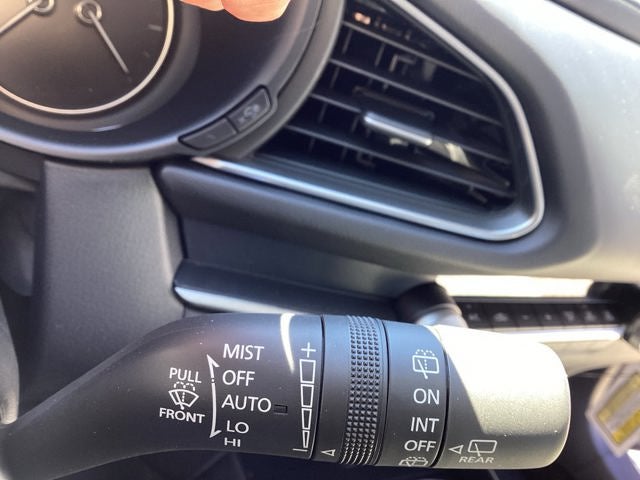 MIST
PULL OFF
AUTO
FRONT
LO
HI
+
-
ON
INT
OFF
REAR